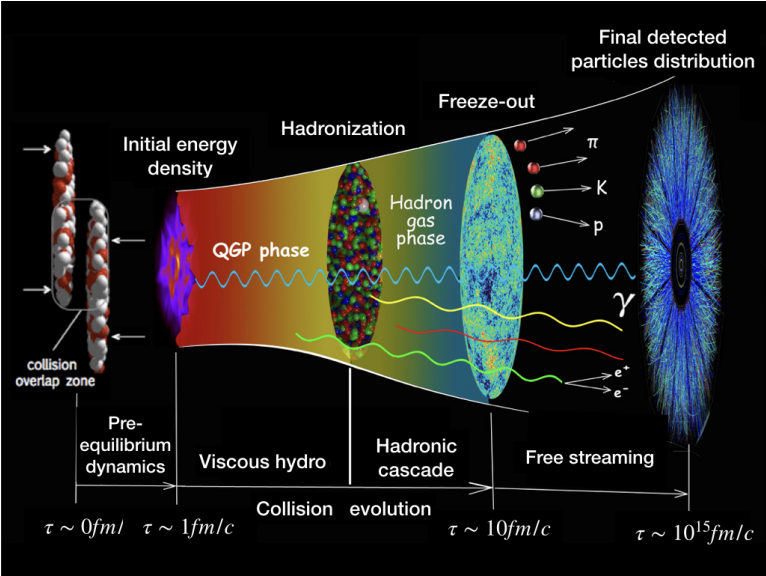 Final detected
particles distribution
Freeze-out
Hadronization
Initial energy
density
π
K
p
Hadron
gas
phase
QGP phase
γ
e⁺
e⁻
collision
overlap zone
Pre-
equilibrium
dynamics
Viscous hydro
Hadronic
cascade
Free streaming
Collision evolution
τ ~ 0fm/
τ ~ 1fm/c
τ ~ 10fm/c
τ ~ 10¹⁵fm/c